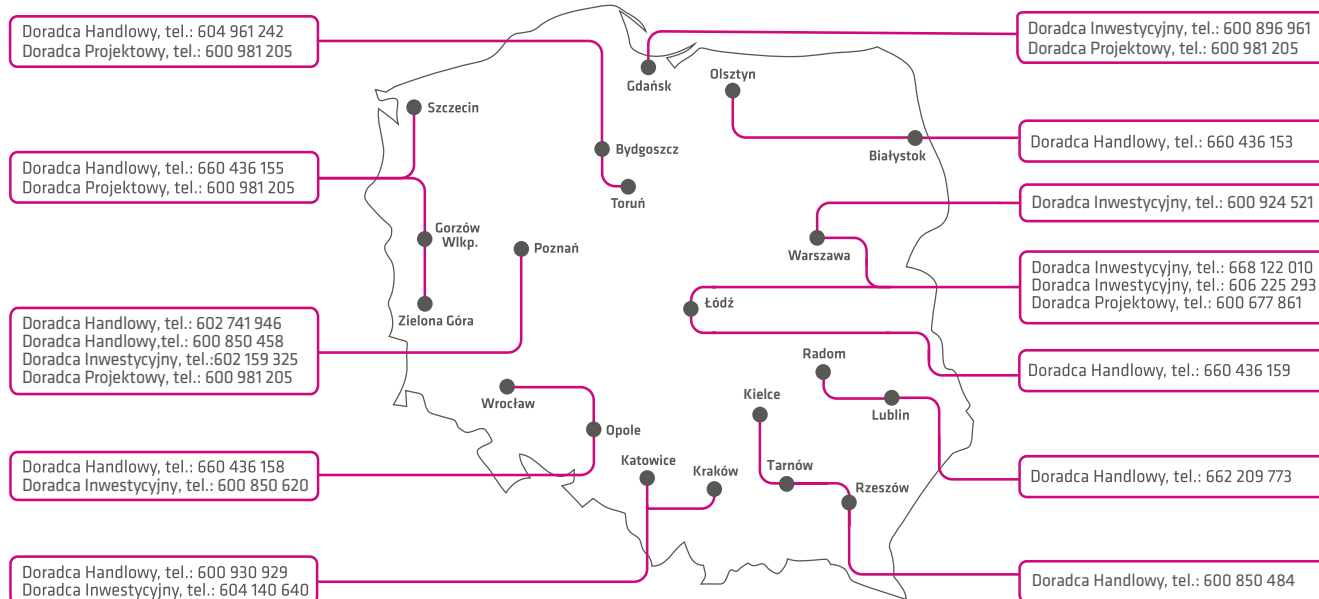 Doradca Handlowy, tel.: 604 961 242
Doradca Projektowy, tel.: 600 981 205
Doradca Handlowy, tel.: 660 436 155
Doradca Projektowy, tel.: 600 981 205
Doradca Handlowy, tel.: 602 741 946
Doradca Handlowy,tel.: 600 850 458
Doradca Inwestycyjny, tel.:602 159 325
Doradca Projektowy, tel.: 600 981 205
Doradca Handlowy, tel.: 660 436 158
Doradca Inwestycyjny, tel.: 600 850 620
Doradca Handlowy, tel.: 600 930 929
Doradca Inwestycyjny, tel.: 604 140 640
Gdańsk
Olsztyn
Szczecin
Bydgoszcz
Białystok
Toruń
Gorzów
Wlkp.
Poznań
Warszawa
Zielona Góra
Łódź
Radom
Wrocław
Kielce
Lublin
Opole
Katowice
Kraków
Tarnów
Rzeszów
Doradca Inwestycyjny, tel.: 600 896 961
Doradca Projektowy, tel.: 600 981 205
Doradca Handlowy, tel.: 660 436 153
Doradca Inwestycyjny, tel.: 600 924 521
Doradca Inwestycyjny, tel.: 668 122 010
Doradca Inwestycyjny, tel.: 606 225 293
Doradca Projektowy, tel.: 600 677 861
Doradca Handlowy, tel.: 660 436 159
Doradca Handlowy, tel.: 662 209 773
Doradca Handlowy, tel.: 600 850 484